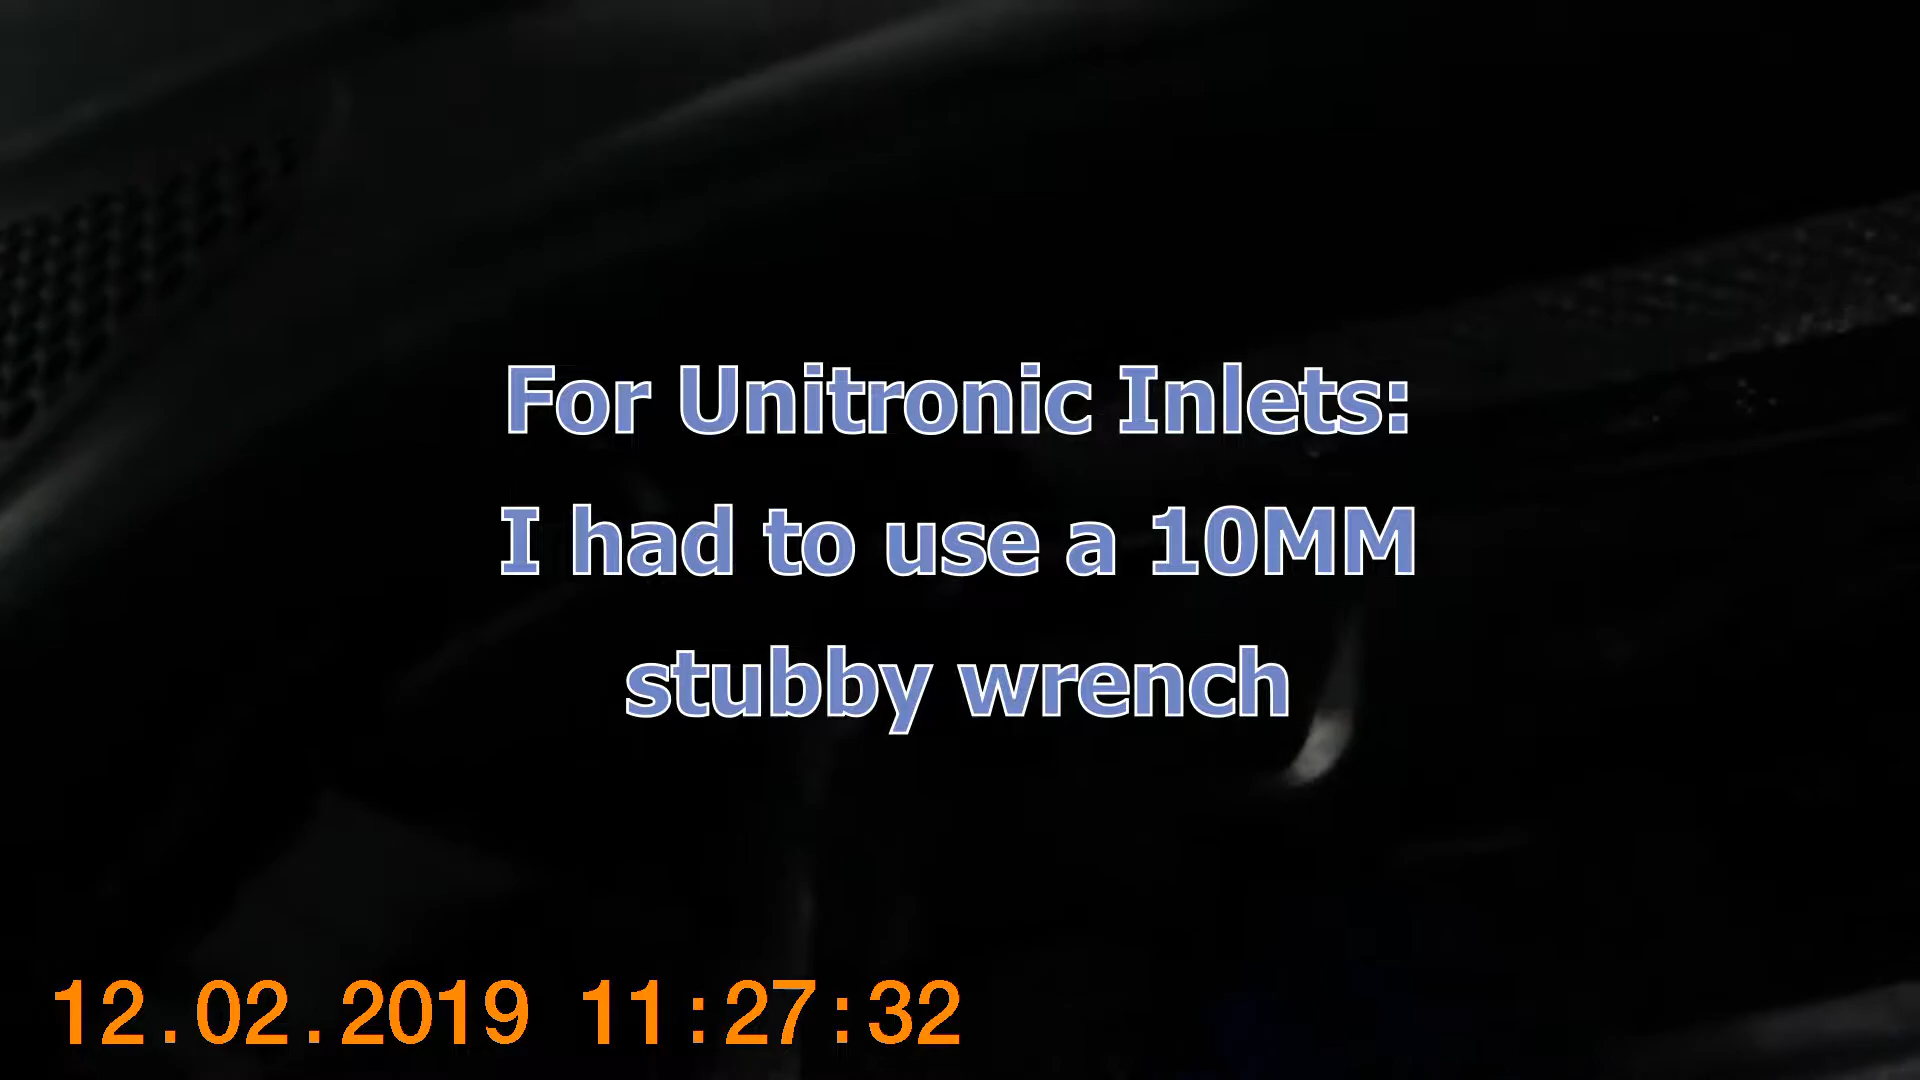 For Unitronic Inlets:
I had to use a 10MM
stubby wrench
12.02.2019 11:27:32